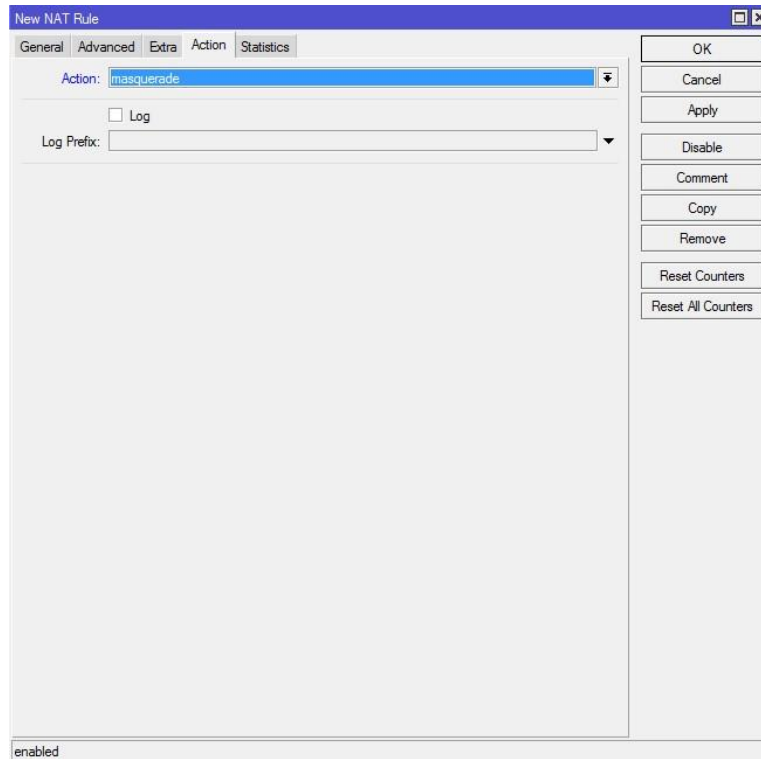 New NAT Rule
General Advanced Extra Action Statistics
Action: masquerade
Log
Log Prefix:
OK
Cancel
Apply
Disable
Comment
Copy
Remove
Reset Counters
Reset All Counters
enabled